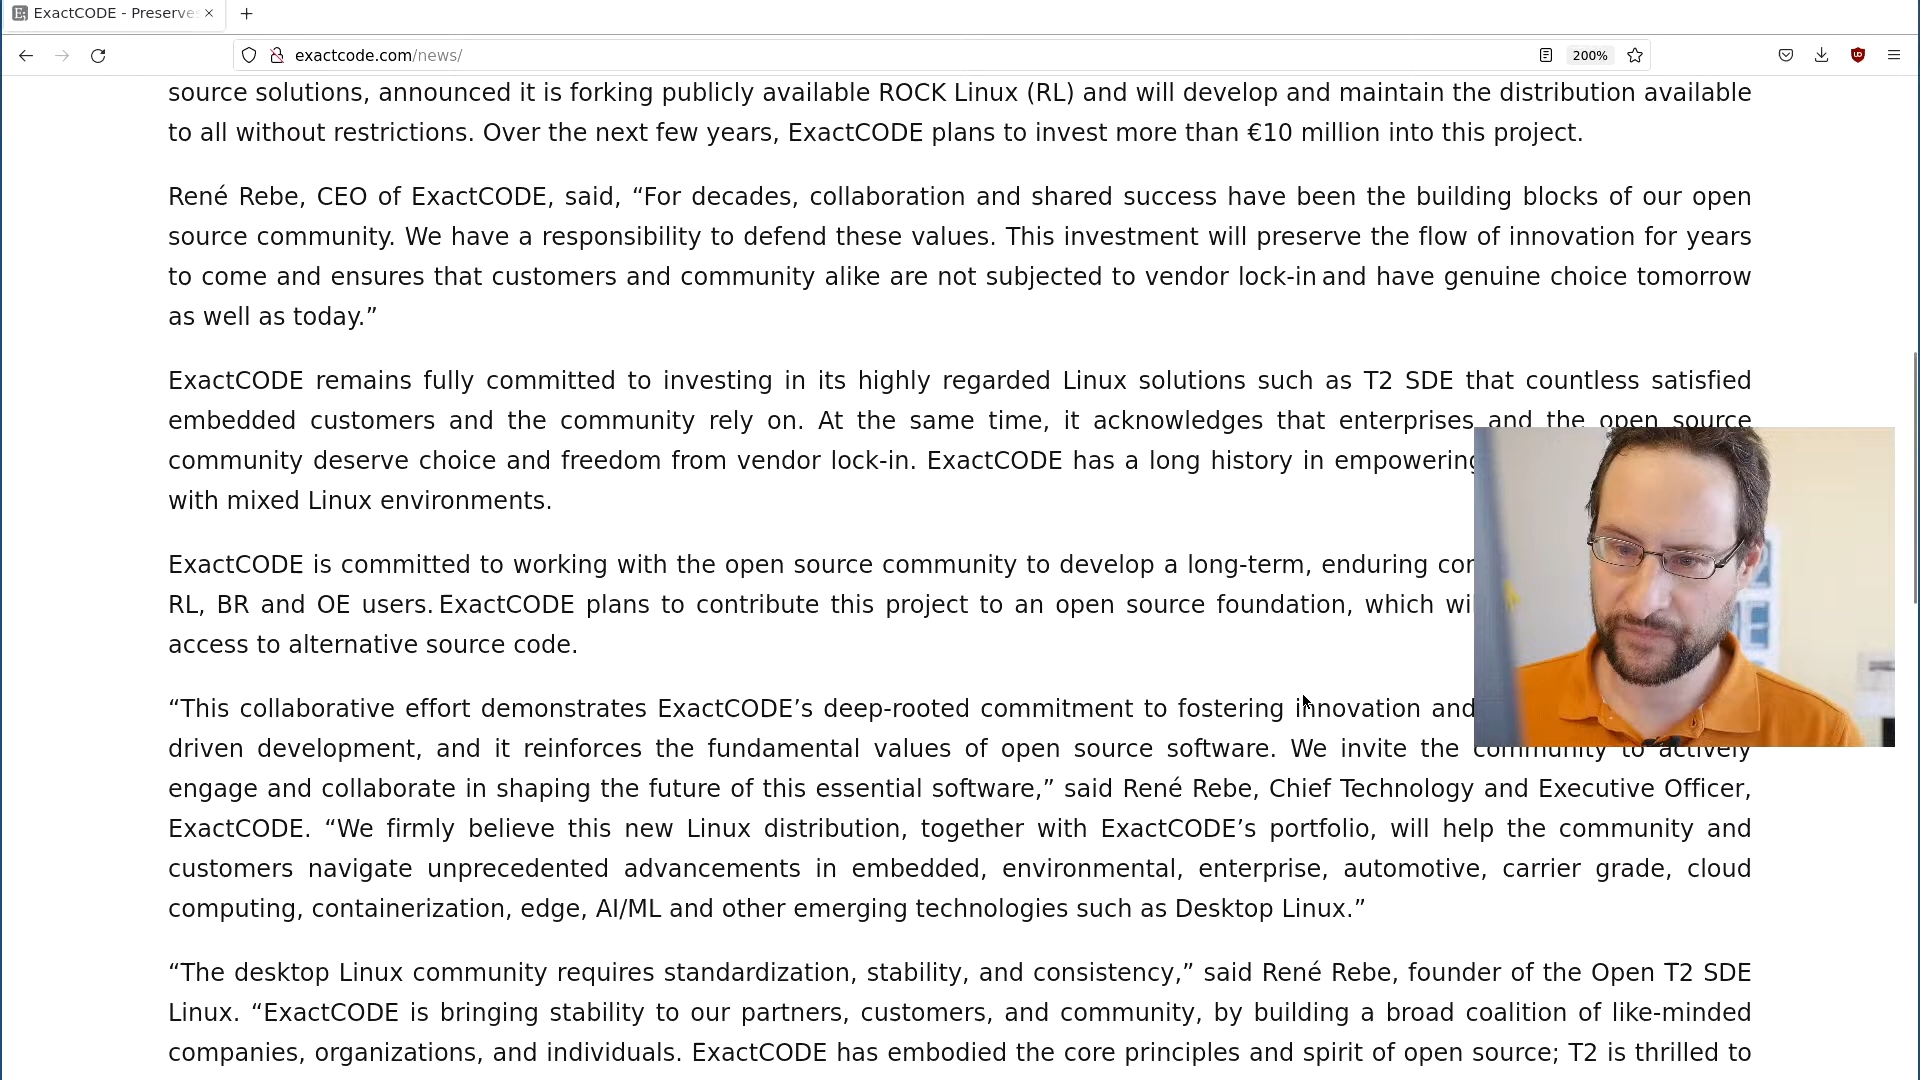 ExactCODE - Preserve
exactcode.com/news/
200%
source solutions, announced it is forking publicly available ROCK Linux (RL) and will develop and maintain the distribution available
to all without restrictions. Over the next few years, ExactCODE plans to invest more than €10 million into this project.
René Rebe, CEO of ExactCODE, said, “For decades, collaboration and shared success have been the building blocks of our open
source community. We have a responsibility to defend these values. This investment will preserve the flow of innovation for years
to come and ensures that customers and community alike are not subjected to vendor lock-in and have genuine choice tomorrow
as well as today.”
ExactCODE remains fully committed to investing in its highly regarded Linux solutions such as T2 SDE that countless satisfied
embedded customers and the community rely on. At the same time, it acknowledges that enterprises and the open source
community deserve choice and freedom from vendor lock-in. ExactCODE has a long history in empowering
with mixed Linux environments.
ExactCODE is committed to working with the open source community to develop a long-term, enduring
RL, BR and OE users. ExactCODE plans to contribute this project to an open source foundation, which
access to alternative source code.
“This collaborative effort demonstrates ExactCODE’s deep-rooted commitment to fostering innovation and
driven development, and it reinforces the fundamental values of open source software. We invite the community to actively
engage and collaborate in shaping the future of this essential software,” said René Rebe, Chief Technology and Executive Officer,
ExactCODE. “We firmly believe this new Linux distribution, together with ExactCODE’s portfolio, will help the community and
customers navigate unprecedented advancements in embedded, environmental, enterprise, automotive, carrier grade, cloud
computing, containerization, edge, AI/ML and other emerging technologies such as Desktop Linux.”
“The desktop Linux community requires standardization, stability, and consistency,” said René Rebe, founder of the Open T2 SDE
Linux. “ExactCODE is bringing stability to our partners, customers, and community, by building a broad coalition of like-minded
companies, organizations, and individuals. ExactCODE has embodied the core principles and spirit of open source; T2 is thrilled to